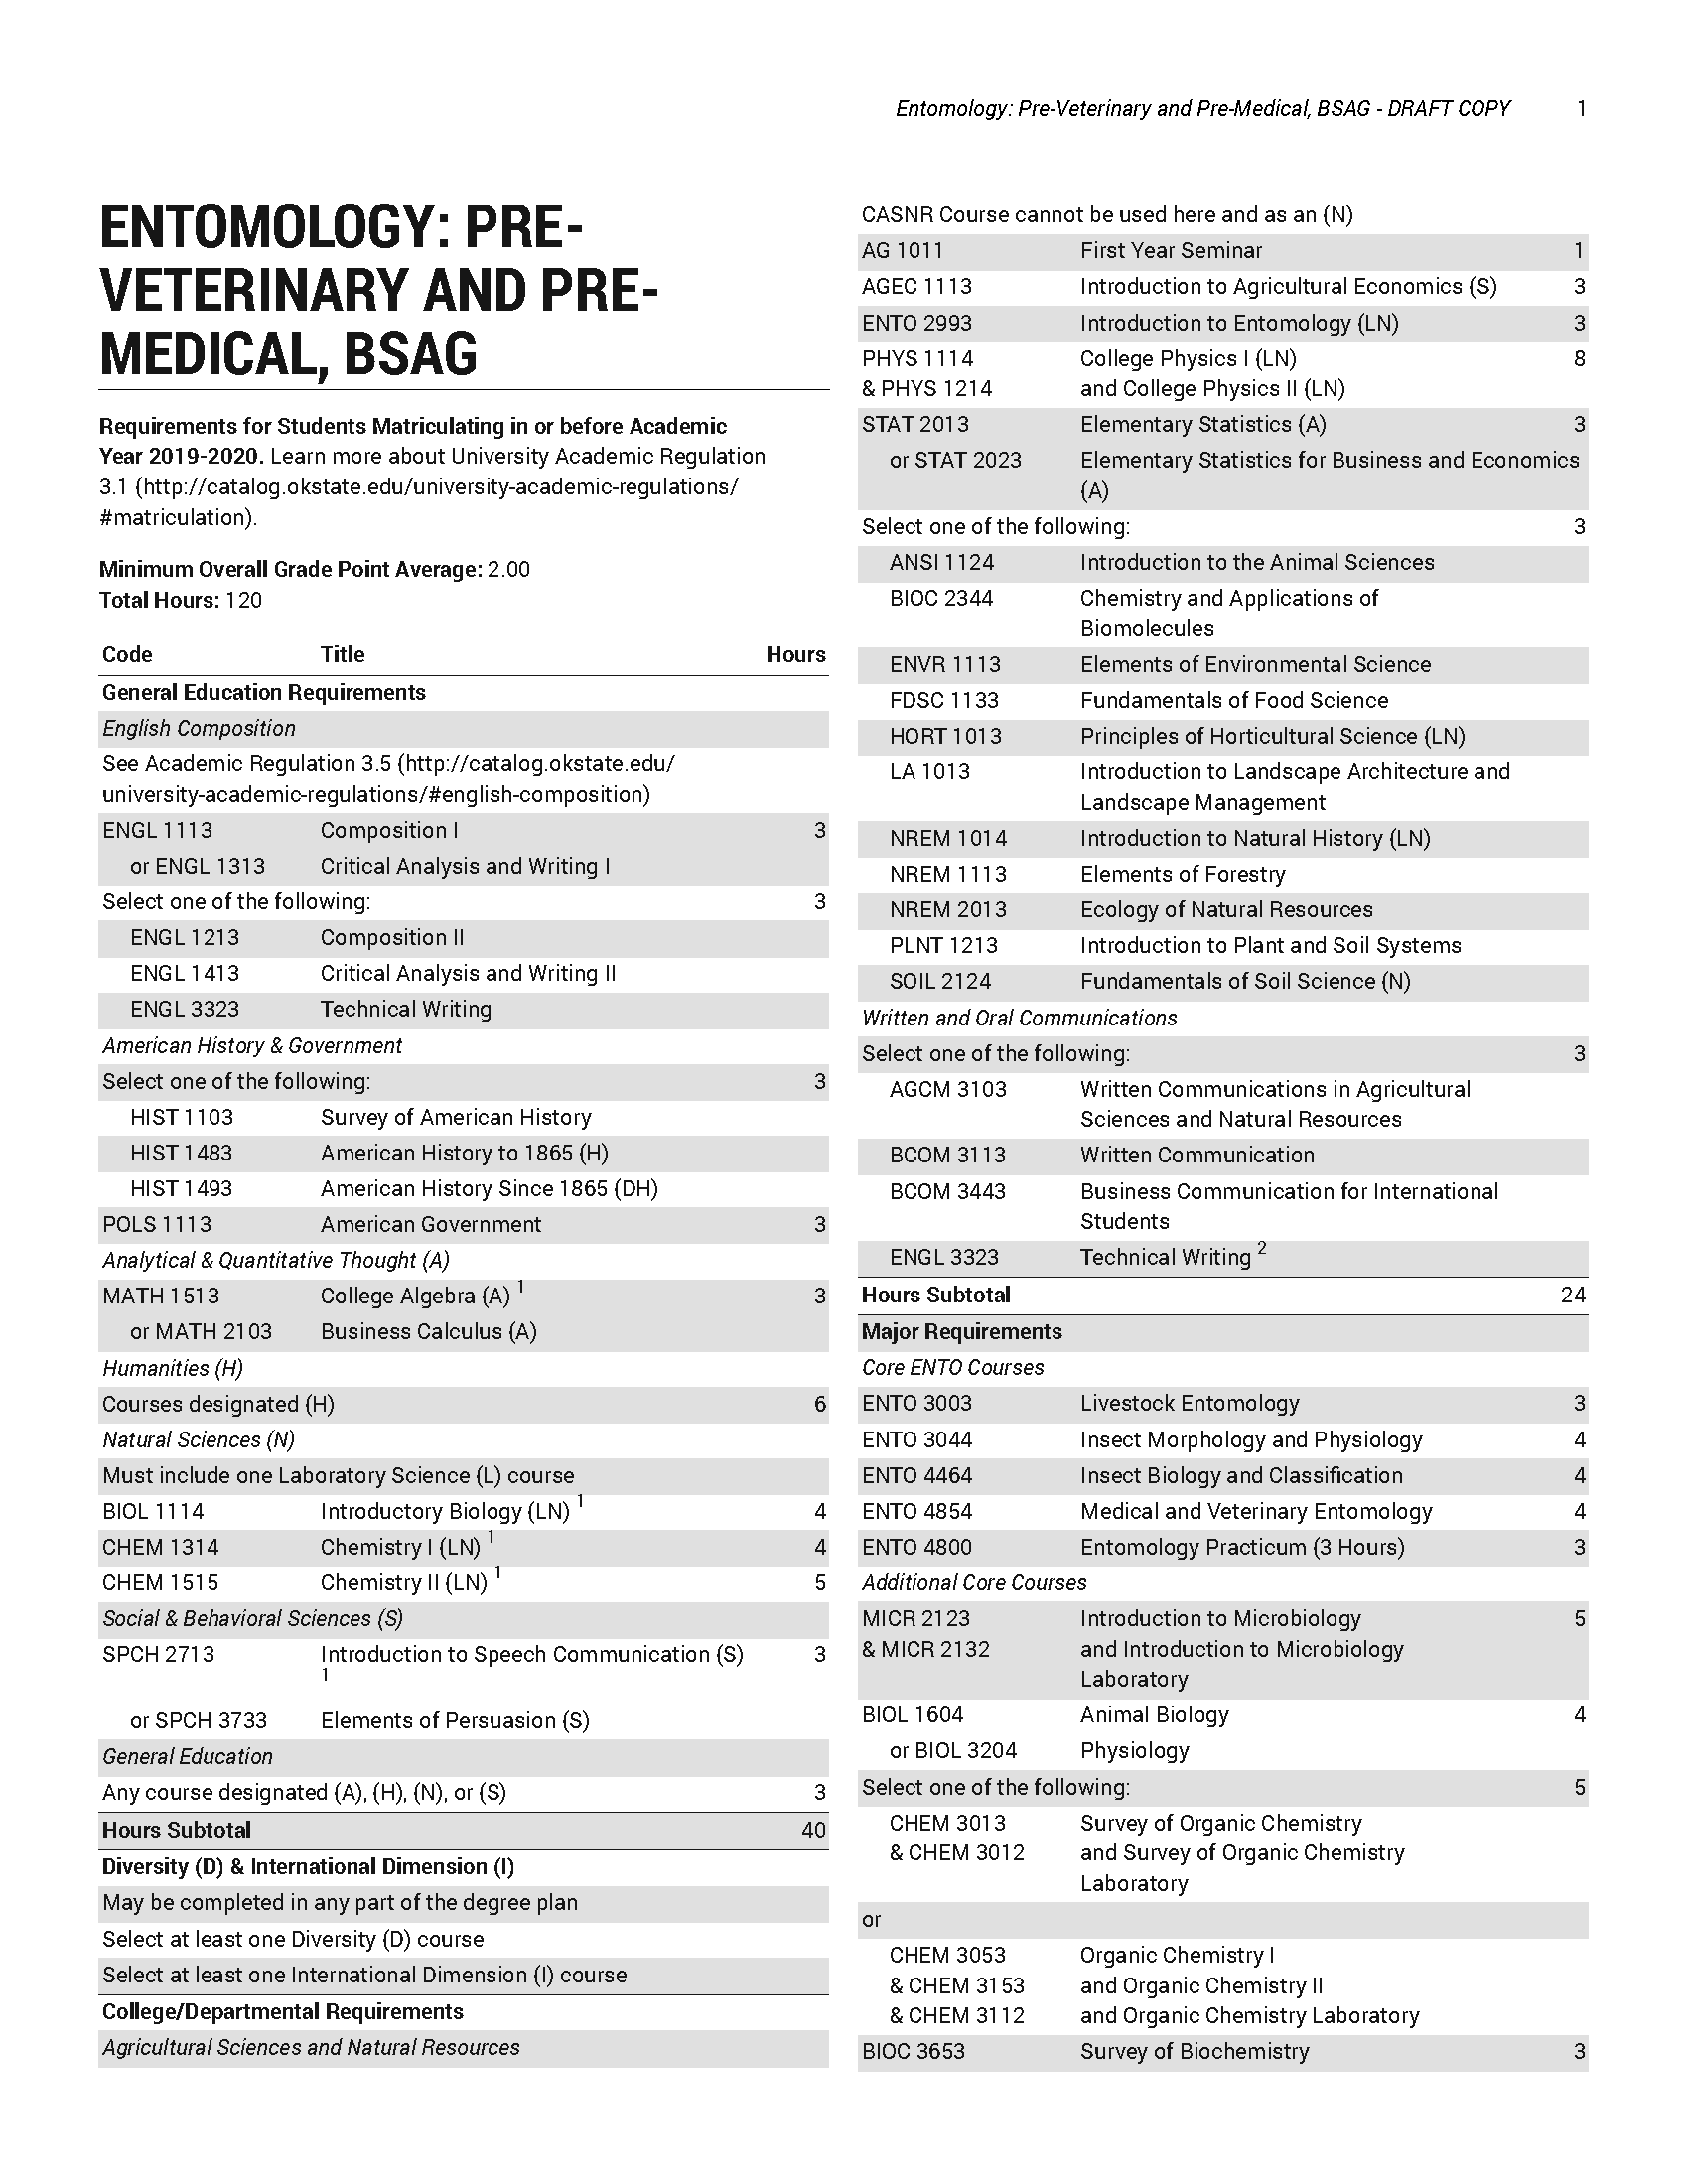 Entomology: Pre-Veterinary and Pre-Medical, BSAG - DRAFT COPY 1
ENTOMOLOGY: PRE-
VETERINARY AND PRE-
MEDICAL, BSAG
Requirements for Students Matriculating in or before Academic
Year 2019-2020. Learn more about University Academic Regulation
3.1 (http://catalog.okstate.edu/university-academic-regulations/
#matriculation).
Minimum Overall Grade Point Average: 2.00
Total Hours: 120
Code Title Hours
General Education Requirements
English Composition
See Academic Regulation 3.5 (http://catalog.okstate.edu/
university-academic-regulations/#english-composition)
ENGL 1113 Composition I 3
or ENGL 1313 Critical Analysis and Writing I
Select one of the following: 3
ENGL 1213 Composition II
ENGL 1413 Critical Analysis and Writing II
ENGL 3323 Technical Writing
American History & Government
Select one of the following: 3
HIST 1103 Survey of American History
HIST 1483 American History to 1865 (H)
HIST 1493 American History Since 1865 (DH)
POLS 1113 American Government 3
Analytical & Quantitative Thought (A)
MATH 1513 College Algebra (A) 1 3
or MATH 2103 Business Calculus (A)
Humanities (H)
Courses designated (H) 6
Natural Sciences (N)
Must include one Laboratory Science (L) course
BIOL 1114 Introductory Biology (LN) 1 4
CHEM 1314 Chemistry I (LN) 1 4
CHEM 1515 Chemistry II (LN) 1 5
Social & Behavioral Sciences (S)
SPCH 2713 Introduction to Speech Communication (S) 3
1
or SPCH 3733 Elements of Persuasion (S)
General Education
Any course designated (A), (H), (N), or (S) 3
Hours Subtotal 40
Diversity (D) & International Dimension (I)
May be completed in any part of the degree plan
Select at least one Diversity (D) course
Select at least one International Dimension (I) course
College/Departmental Requirements
Agricultural Sciences and Natural Resources
CASNR Course cannot be used here and as an (N)
AG 1011 First Year Seminar 1
AGEC 1113 Introduction to Agricultural Economics (S) 3
ENTO 2993 Introduction to Entomology (LN) 3
PHYS 1114 College Physics I (LN) 8
& PHYS 1214 and College Physics II (LN)
STAT 2013 Elementary Statistics (A) 3
or STAT 2023 Elementary Statistics for Business and Economics
(A)
Select one of the following: 3
ANSI 1124 Introduction to the Animal Sciences
BIOC 2344 Chemistry and Applications of
Biomolecules
ENVR 1113 Elements of Environmental Science
FDSC 1133 Fundamentals of Food Science
HORT 1013 Principles of Horticultural Science (LN)
LA 1013 Introduction to Landscape Architecture and
Landscape Management
NREM 1014 Introduction to Natural History (LN)
NREM 1113 Elements of Forestry
NREM 2013 Ecology of Natural Resources
PLNT 1213 Introduction to Plant and Soil Systems
SOIL 2124 Fundamentals of Soil Science (N)
Written and Oral Communications
Select one of the following: 3
AGCM 3103 Written Communications in Agricultural
Sciences and Natural Resources
BCOM 3113 Written Communication
BCOM 3443 Business Communication for International
Students
ENGL 3323 Technical Writing 2
Hours Subtotal 24
Major Requirements
Core ENTO Courses
ENTO 3003 Livestock Entomology 3
ENTO 3044 Insect Morphology and Physiology 4
ENTO 4464 Insect Biology and Classification 4
ENTO 4854 Medical and Veterinary Entomology 4
ENTO 4800 Entomology Practicum (3 Hours) 3
Additional Core Courses
MICR 2123 Introduction to Microbiology 5
& MICR 2132 and Introduction to Microbiology
Laboratory
BIOL 1604 Animal Biology 4
or BIOL 3204 Physiology
Select one of the following: 5
CHEM 3013 Survey of Organic Chemistry
& CHEM 3012 and Survey of Organic Chemistry
Laboratory
or
CHEM 3053 Organic Chemistry I
& CHEM 3153 and Organic Chemistry II
& CHEM 3112 and Organic Chemistry Laboratory
BIOC 3653 Survey of Biochemistry 3